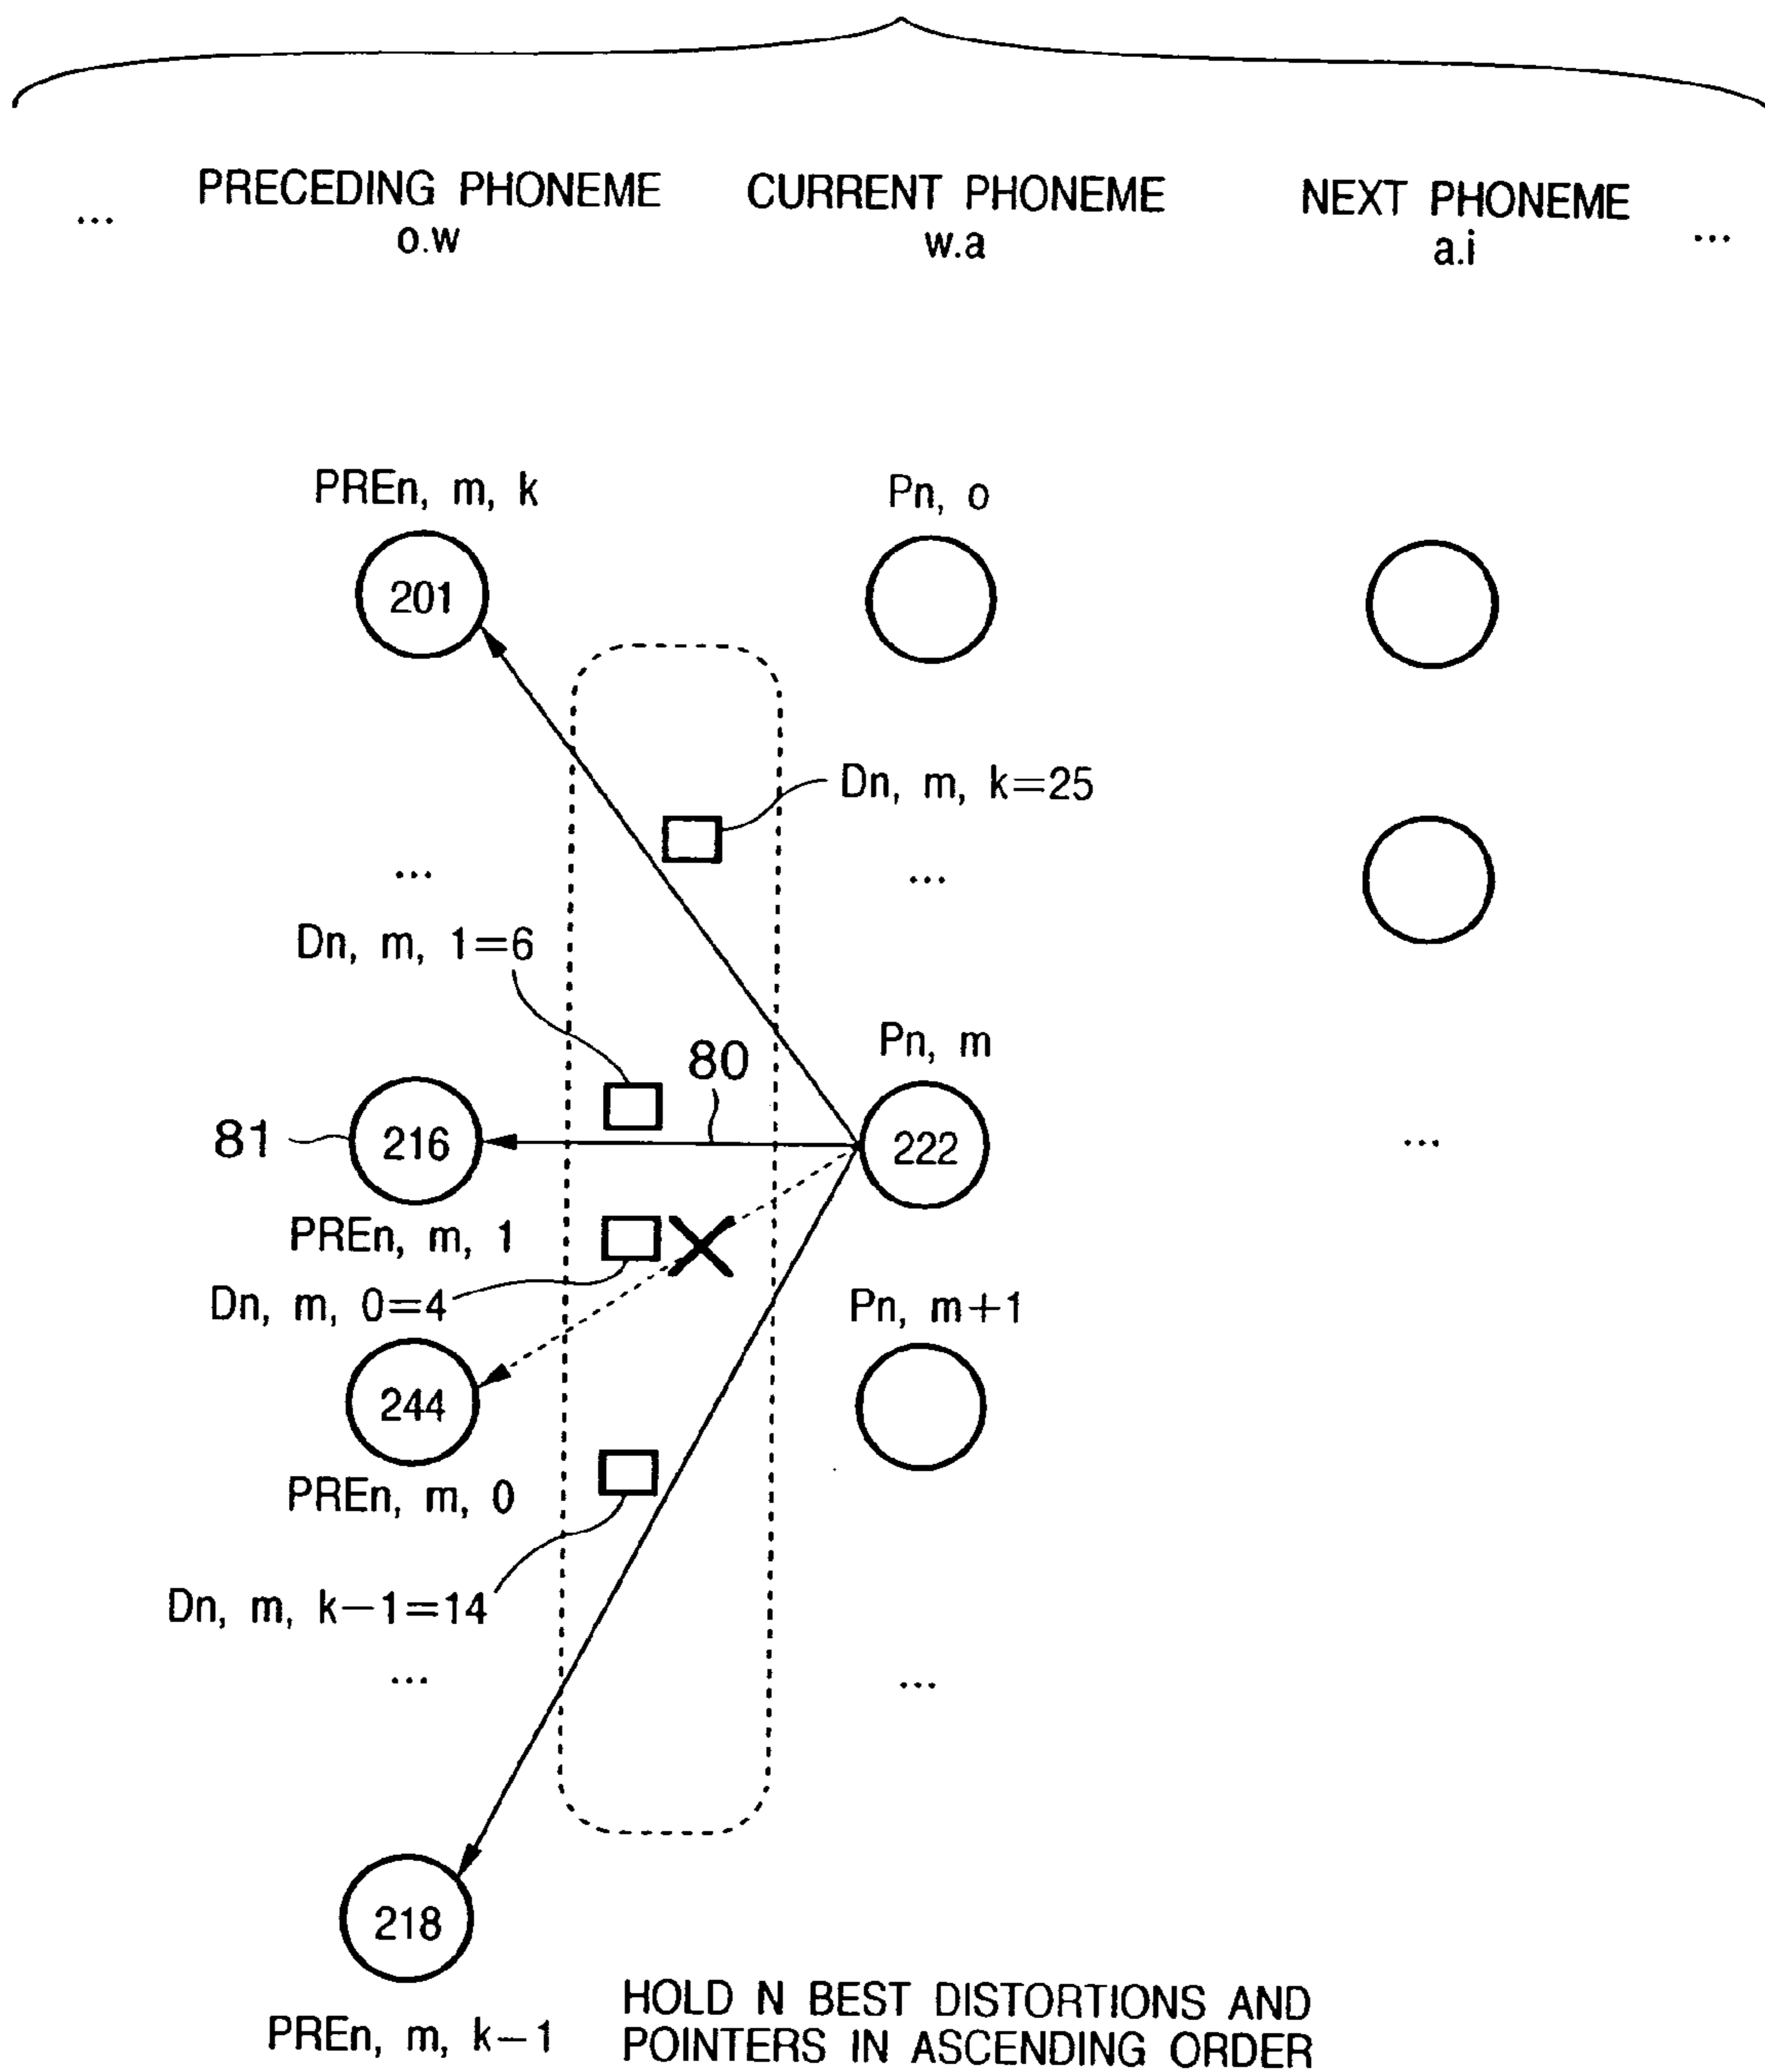 PRECEDING PHONEME CURRENT PHONEME NEXT PHONEME
... o.w w.a a.i ...
PREn, m, k Pn, o
201
Dn, m, k=25
... ...
Dn, m, 1=6
80 Pn, m
81 216 222 ...
PREn, m, 1
Dn, m, 0=4 Pn, m+1
244
PREn, m, 0
Dn, m, k-1=14
... ...
218
HOLD N BEST DISTORTIONS AND
PREn, m, k-1 POINTERS IN ASCENDING ORDER